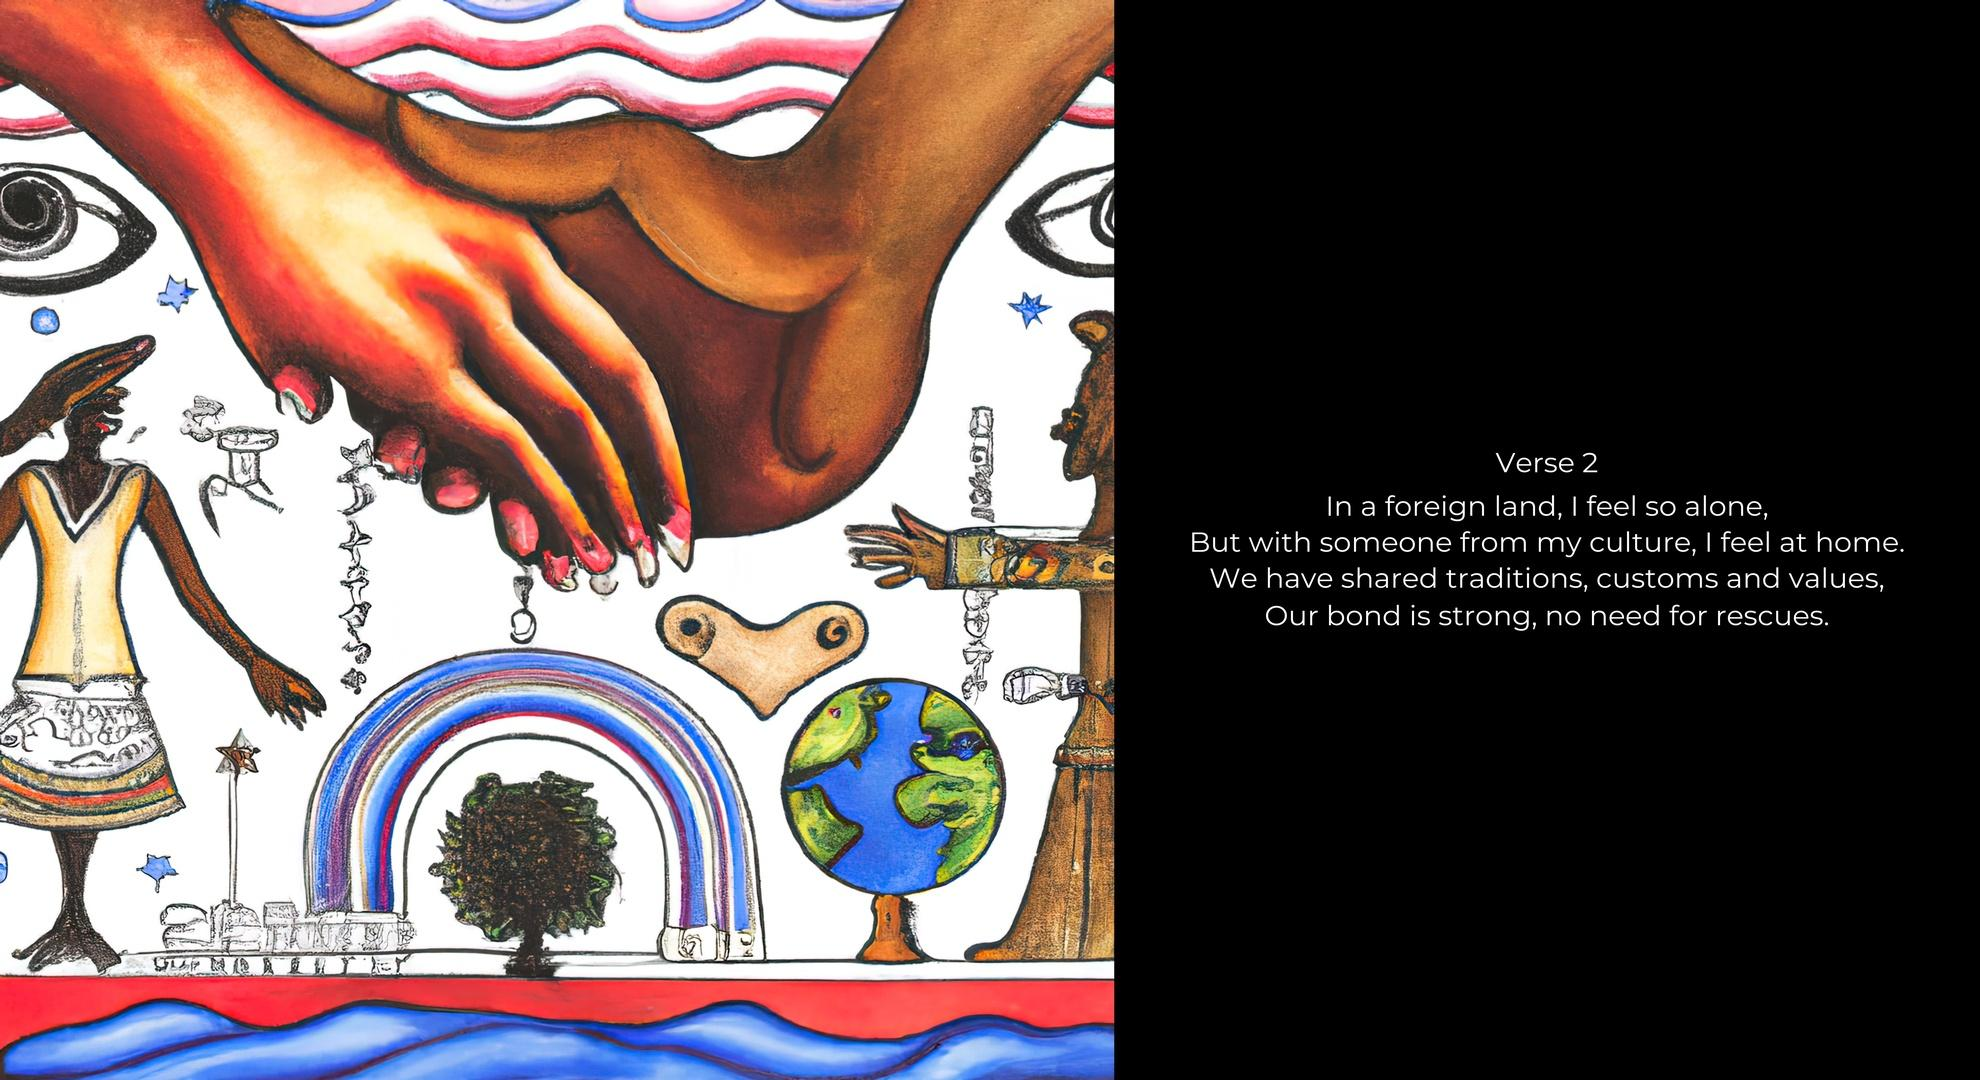 Verse 2
In a foreign land, I feel so alone,
But with someone from my culture, I feel at home.
We have shared traditions, customs and values,
Our bond is strong, no need for rescues.